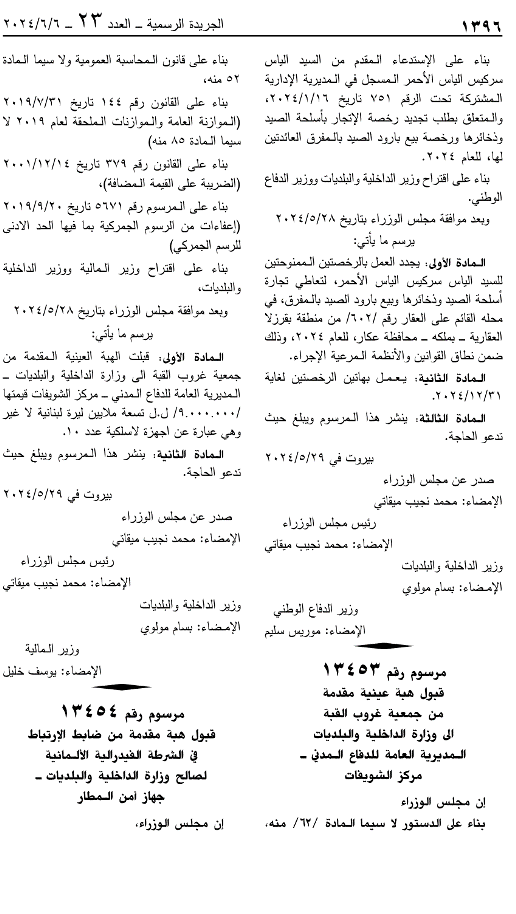 ١٣٩٦
الجريدة الرسمية ــ العدد ٢٣ ــ ٢٠٢٤/٦/٦
بناء على الإستدعاء المقدم من السيد الياس
سركيس الياس الأحمر المسجل في المديرية الإدارية
المشتركة تحت الرقم ٧٥١ تاريخ ٢٠٢٤/١/١٦،
والمتعلق بطلب تجديد رخصة الإتجار بأسلحة الصيد
وذخائرها ورخصة بيع بارود الصيد بالمفرق العائدتين
لها، للعام ٢٠٢٤.
بناء على اقتراح وزير الداخلية والبلديات ووزير الدفاع
الوطني.
وبعد موافقة مجلس الوزراء بتاريخ ٢٠٢٤/٥/٢٨
يرسم ما يأتي:
المادة الأولى: يجدد العمل بالرخصتين الممنوحتين
للسيد الياس سركيس الياس الأحمر، لتعاطي تجارة
أسلحة الصيد وذخائرها وبيع بارود الصيد بالمفرق، في
محله القائم على العقار رقم /٦٠٢/ من منطقة بقرزلا
العقارية ــ بملكه ــ محافظة عكار، للعام ٢٠٢٤، وذلك
ضمن نطاق القوانين والأنظمة المرعية الإجراء.
المادة الثانية: يعمل بهاتين الرخصتين لغاية
٢٠٢٤/١٢/٣١.
المادة الثالثة: ينشر هذا المرسوم ويبلغ حيث
تدعو الحاجة.
بيروت في ٢٠٢٤/٥/٢٩
صدر عن مجلس الوزراء
الإمضاء: محمد نجيب ميقاتي
رئيس مجلس الوزراء
الإمضاء: محمد نجيب ميقاتي
وزير الداخلية والبلديات
الإمضاء: بسام مولوي
وزير الدفاع الوطني
الإمضاء: موريس سليم
مرسوم رقم ١٣٤٥٣
قبول هبة عينية مقدمة
من جمعية غروب القبة
الى وزارة الداخلية والبلديات
المديرية العامة للدفاع المدني ــ
مركز الشويفات
إن مجلس الوزراء
بناء على الدستور لا سيما المادة /٦٢/ منه،
بناء على قانون المحاسبة العمومية ولا سيما المادة
٥٢ منه،
بناء على القانون رقم ١٤٤ تاريخ ٢٠١٩/٧/٣١
(الموازنة العامة والموازنات الملحقة لعام ٢٠١٩ لا
سيما المادة ٨٥ منه)
بناء على القانون رقم ٣٧٩ تاريخ ٢٠٠١/١٢/١٤
(الضريبة على القيمة المضافة)،
بناء على المرسوم رقم ٥٦٧١ تاريخ ٢٠١٩/٩/٢٠
(إعفاءات من الرسوم الجمركية بما فيها الحد الادنى
للرسم الجمركي)
بناء على اقتراح وزير المالية ووزير الداخلية
والبلديات،
وبعد موافقة مجلس الوزراء بتاريخ ٢٠٢٤/٥/٢٨
يرسم ما يأتي:
المادة الأولى: قبلت الهبة العينية المقدمة من
جمعية غروب القبة الى وزارة الداخلية والبلديات ــ
المديرية العامة للدفاع المدني ــ مركز الشويفات قيمتها
/٩.٠٠٠.٠٠٠/ ل.ل تسعة ملايين ليرة لبنانية لا غير
وهي عبارة عن اجهزة لاسلكية عدد ١٠.
المادة الثانية: ينشر هذا المرسوم ويبلغ حيث
تدعو الحاجة.
بيروت في ٢٠٢٤/٥/٢٩
صدر عن مجلس الوزراء
الإمضاء: محمد نجيب ميقاتي
رئيس مجلس الوزراء
الإمضاء: محمد نجيب ميقاتي
وزير الداخلية والبلديات
الإمضاء: بسام مولوي
وزير المالية
الإمضاء: يوسف خليل
مرسوم رقم ١٣٤٥٤
قبول هبة مقدمة من ضابط الإرتباط
في الشرطة الفيدرالية الألمانية
لصالح وزارة الداخلية والبلديات ــ
جهاز أمن المطار
إن مجلس الوزراء،